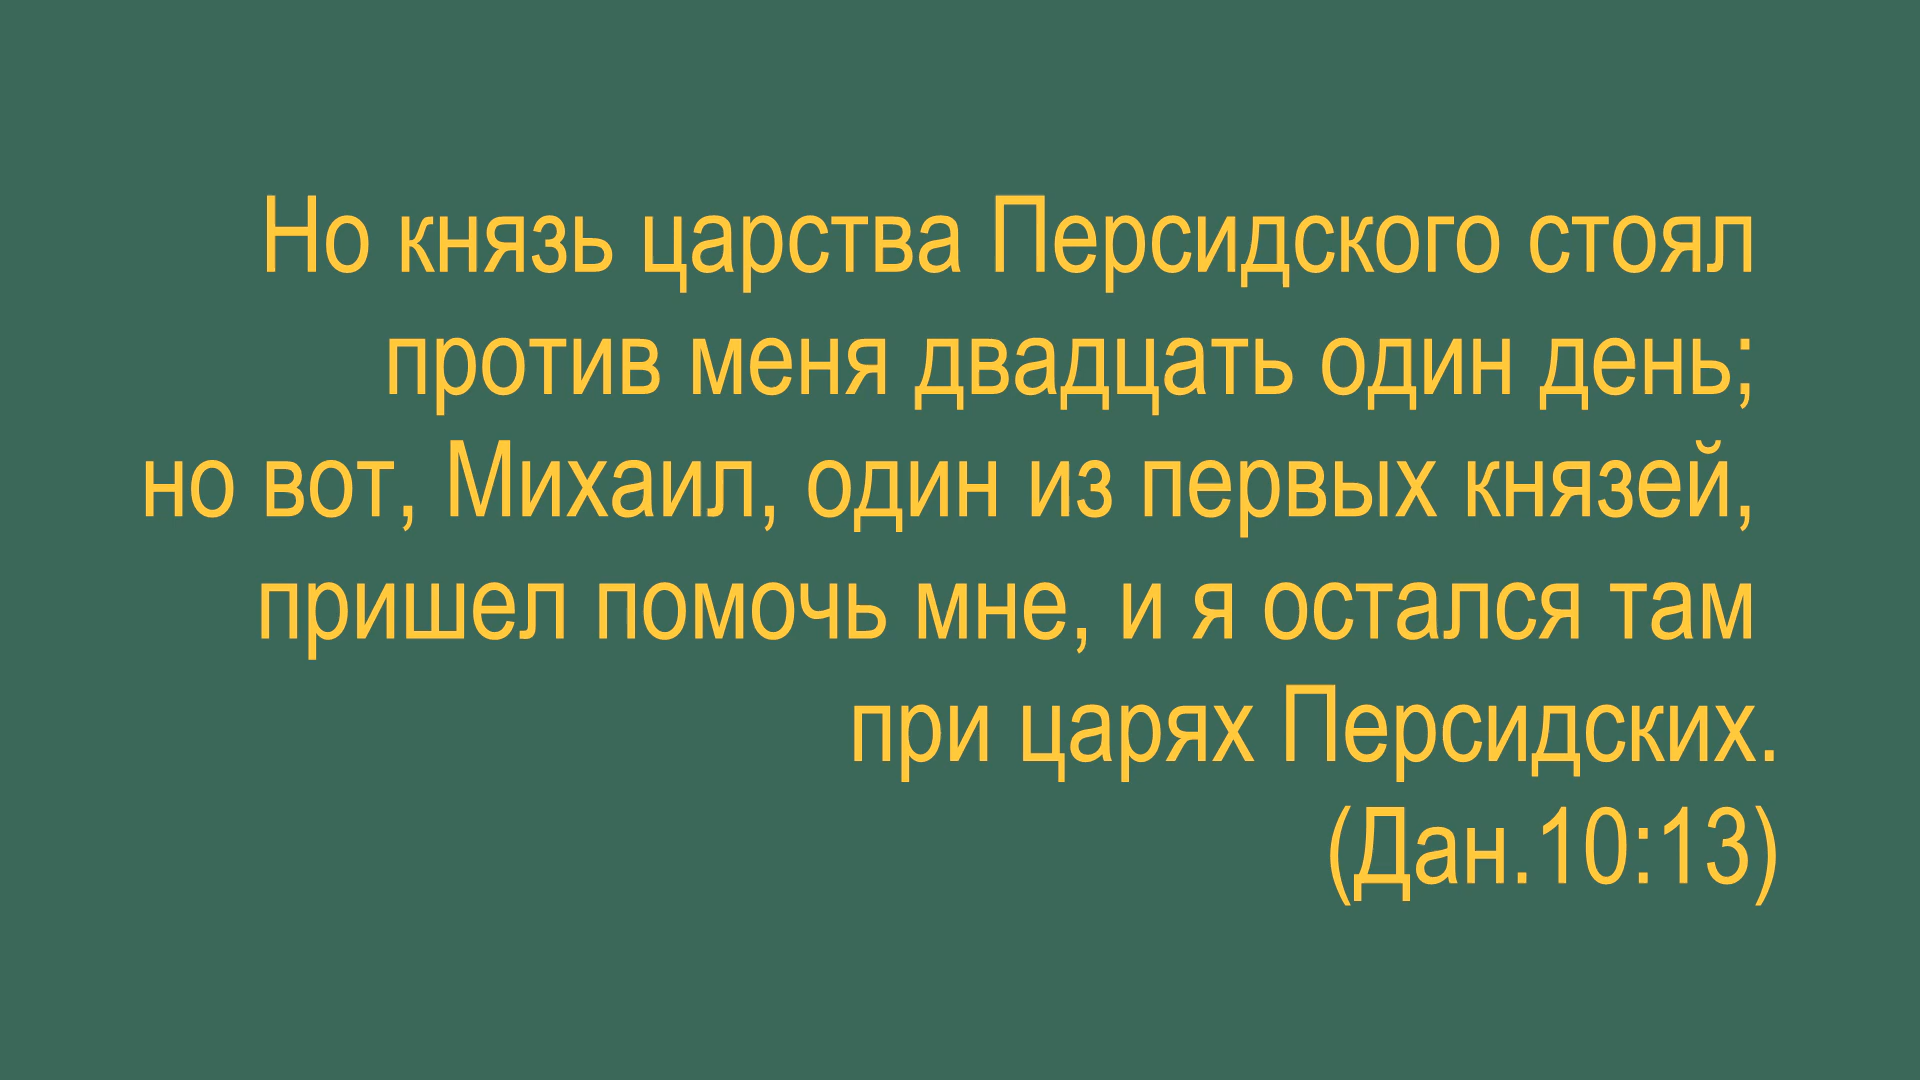 Но князь царства Персидского стоял
против меня двадцать один день;
но вот, Михаил, один из первых князей,
пришел помочь мне, и я остался там
при царях Персидских.
(Дан.10:13)